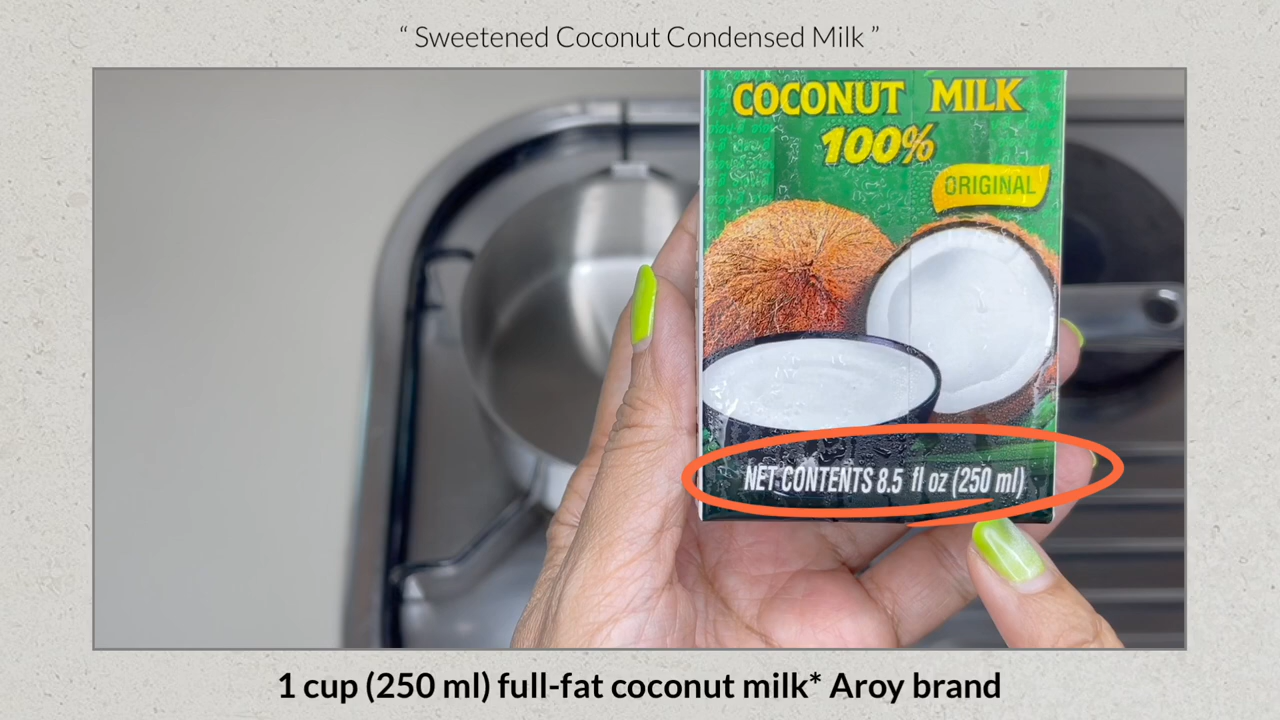 “ Sweetened Coconut Condensed Milk ”
COCONUT MILK
100%
ORIGINAL
NET CONTENTS 8.5 fl oz (250 ml)
1 cup (250 ml) full-fat coconut milk* Aroy brand